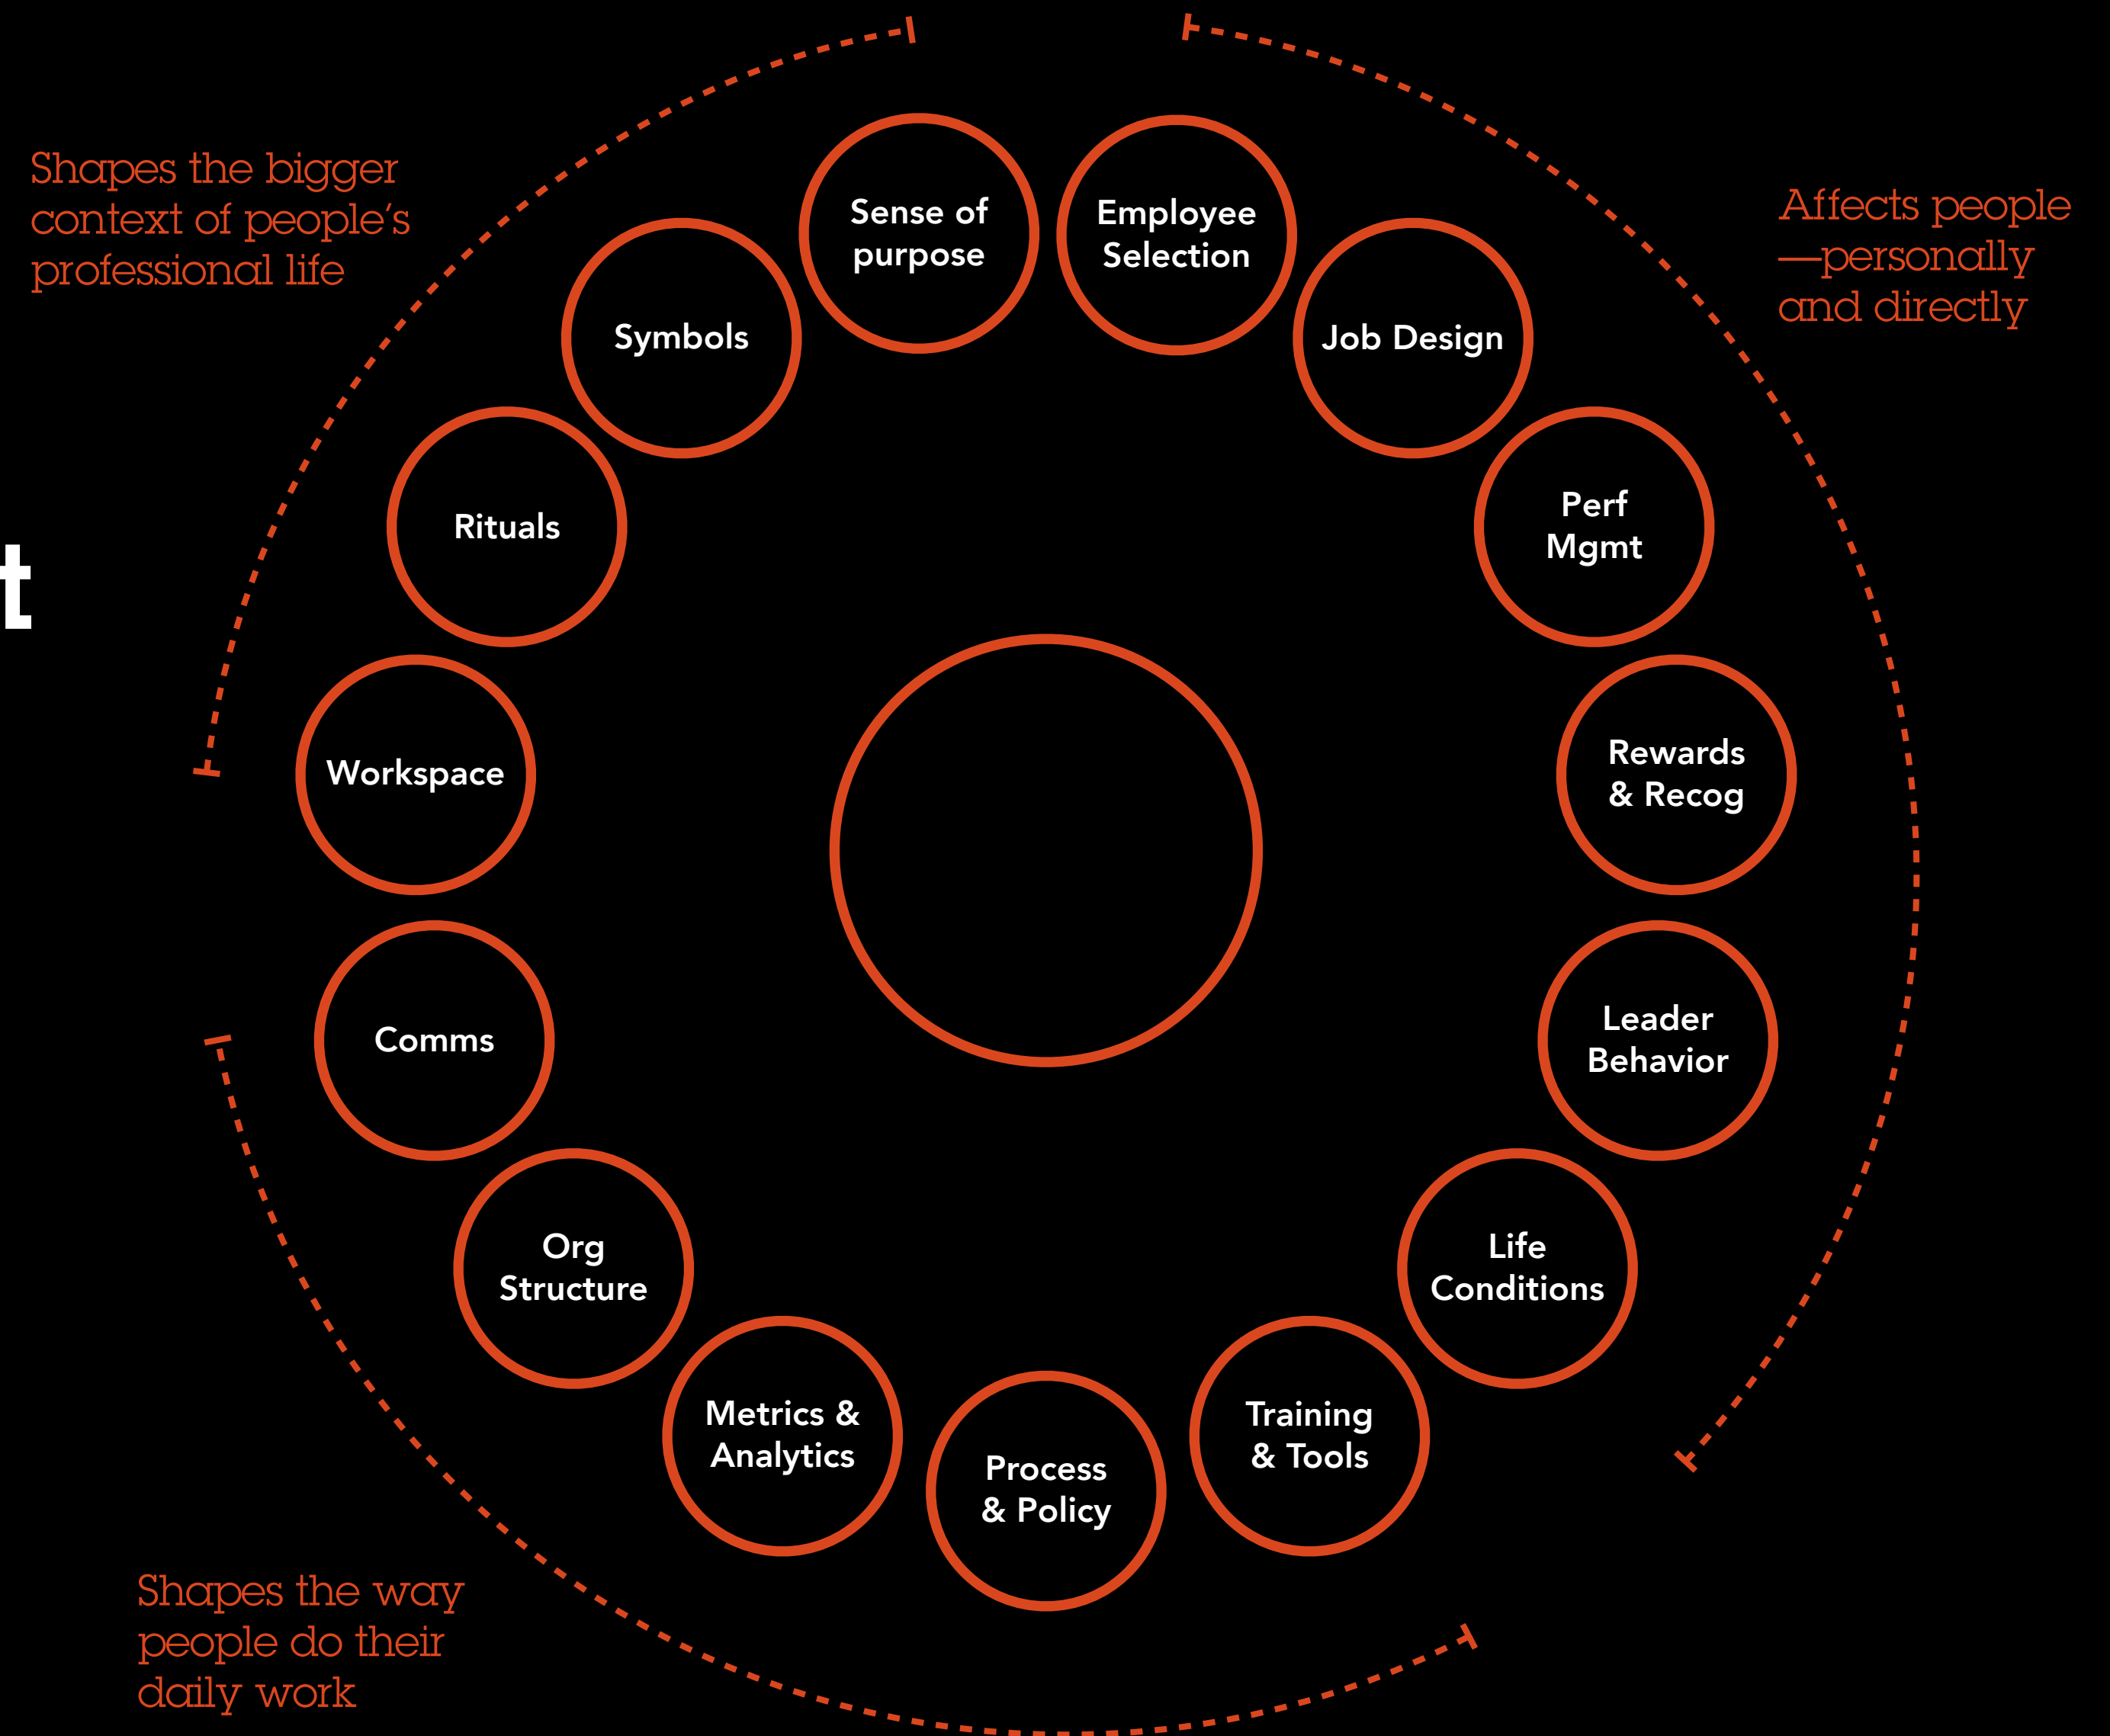 Shapes the bigger
context of people's
professional life
Affects people
—personally
and directly
Sense of
purpose
Employee
Selection
Job Design
Perf
Mgmt
Rewards
& Recog
Leader
Behavior
Life
Conditions
Training
& Tools
Process
& Policy
Metrics &
Analytics
Org
Structure
Comms
Workspace
Rituals
Symbols
t
Shapes the way
people do their
daily work